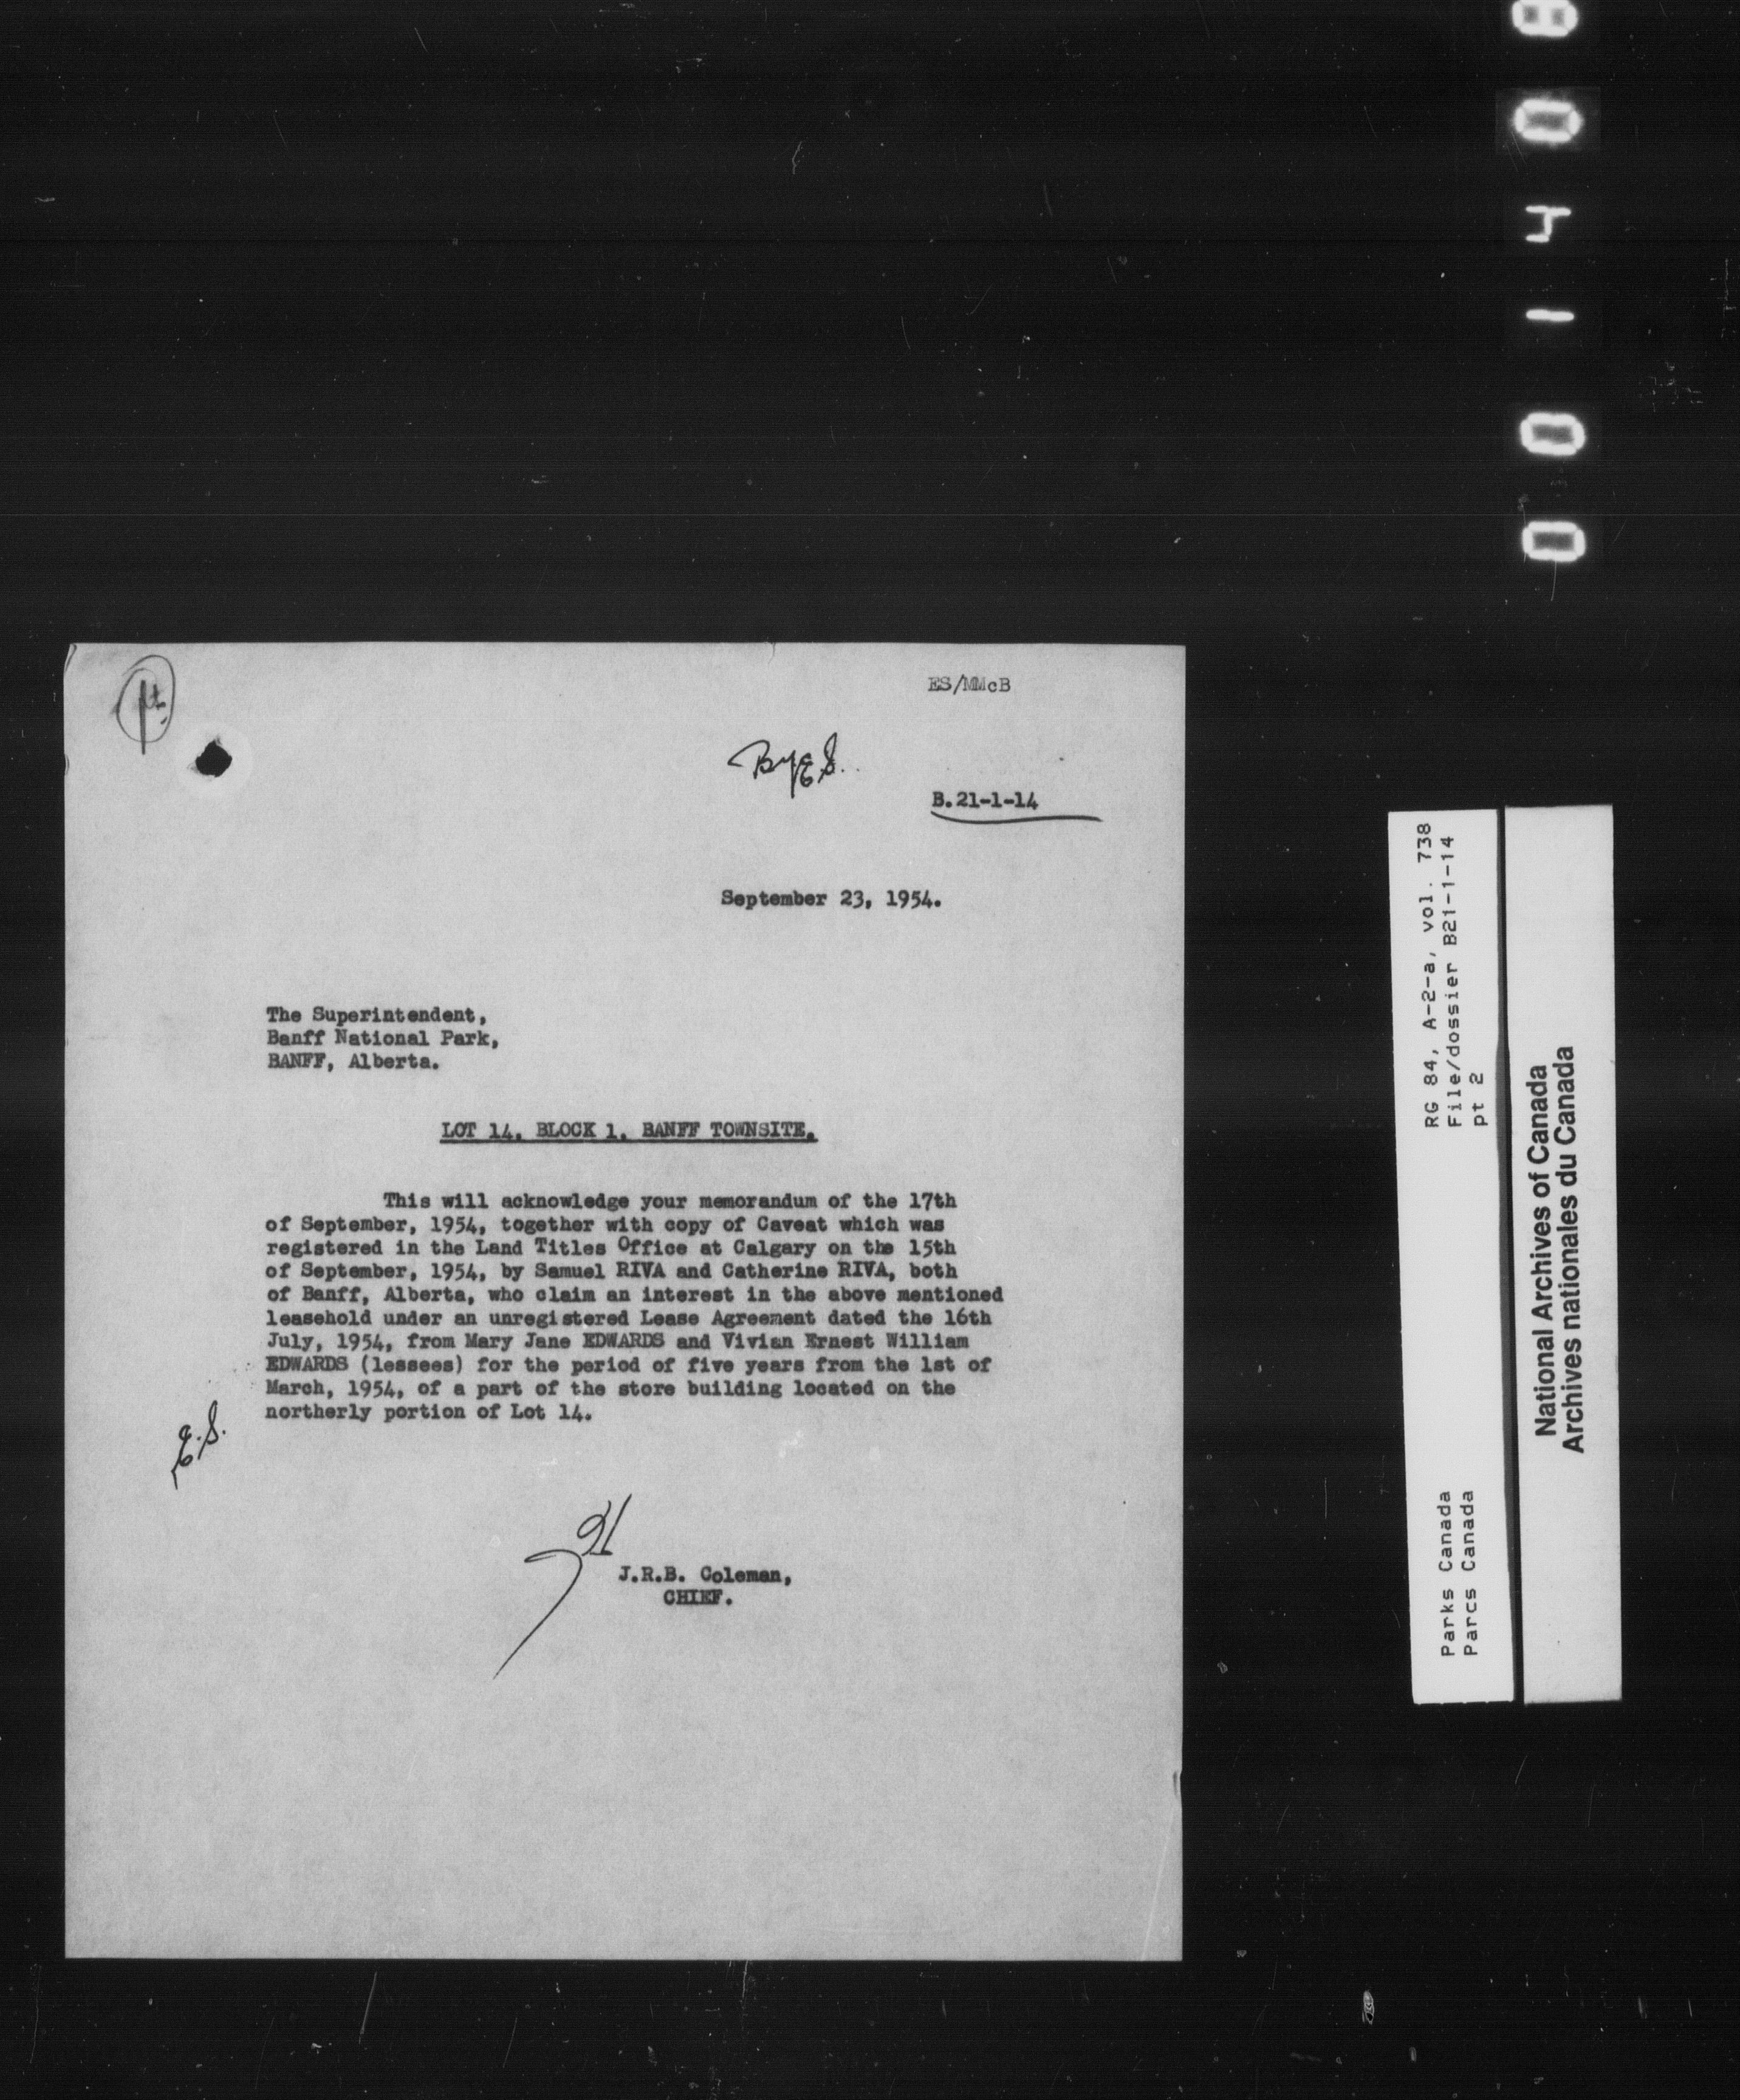 ES/MMcB
By E.S.
B.21-1-14
September 23, 1954.
The Superintendent,
Banff National Park,
BANFF, Alberta.
LOT 14, BLOCK 1, BANFF TOWNSITE.
This will acknowledge your memorandum of the 17th
of September, 1954, together with copy of Caveat which was
registered in the Land Titles Office at Calgary on the 15th
of September, 1954, by Samuel RIVA and Catherine RIVA, both
of Banff, Alberta, who claim an interest in the above mentioned
leasehold under an unregistered Lease Agreement dated the 16th
July, 1954, from Mary Jane EDWARDS and Vivian Ernest William
EDWARDS (lessees) for the period of five years from the 1st of
March, 1954, of a part of the store building located on the
northerly portion of Lot 14.
E.S.
J.R.B. Coleman,
CHIEF.
RG 84, A-2-a, vol. 738
File/dossier B21-1-14
pt 2
Parks Canada
Parcs Canada
National Archives of Canada
Archives nationales du Canada